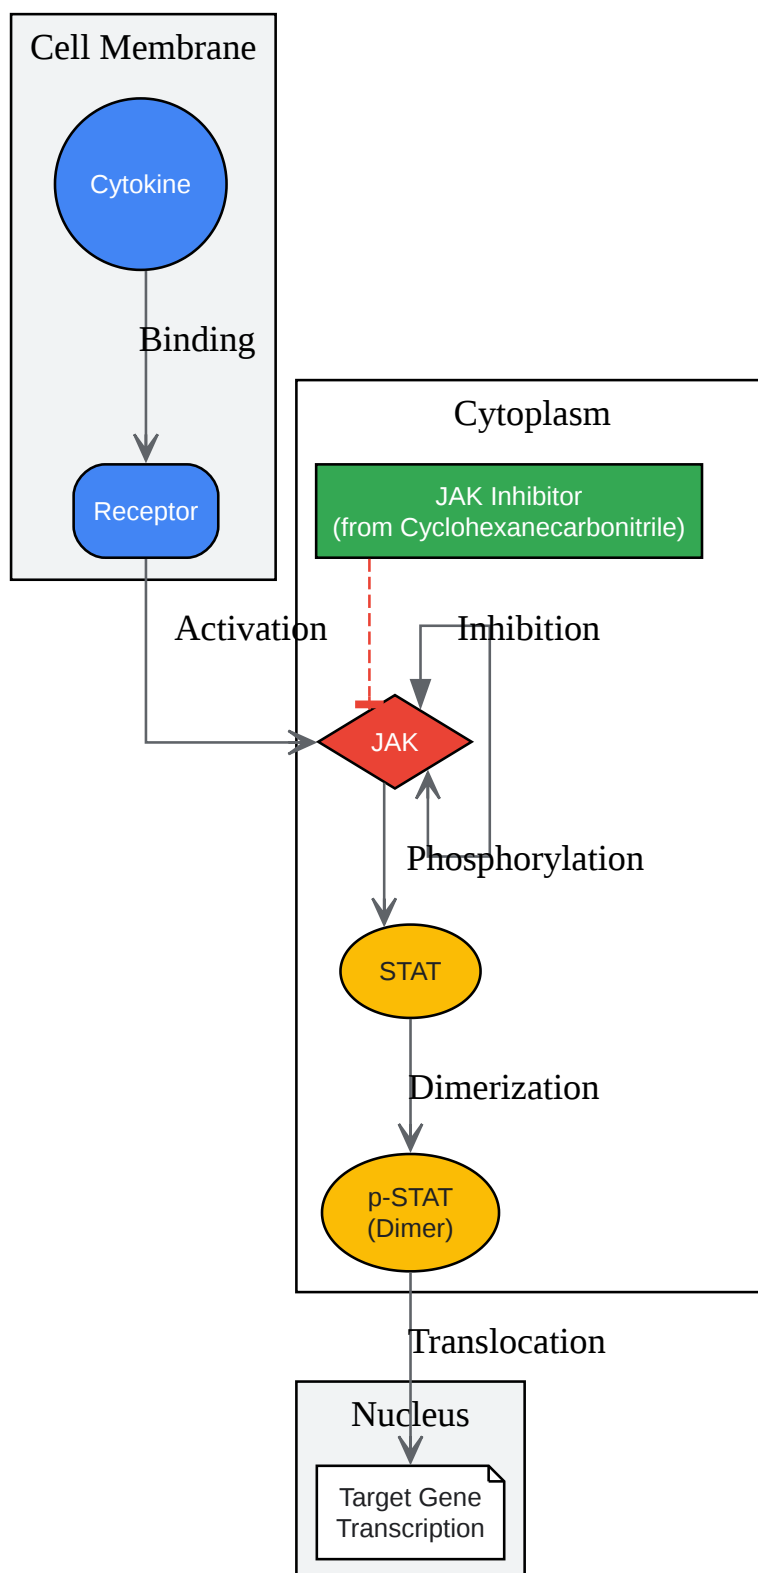 Cell Membrane
Cytokine
Binding
Receptor
Activation
Cytoplasm
JAK Inhibitor
(from Cyclohexanecarbonitrile)
Inhibition
JAK
Phosphorylation
STAT
Dimerization
p-STAT
(Dimer)
Translocation
Nucleus
Target Gene
Transcription